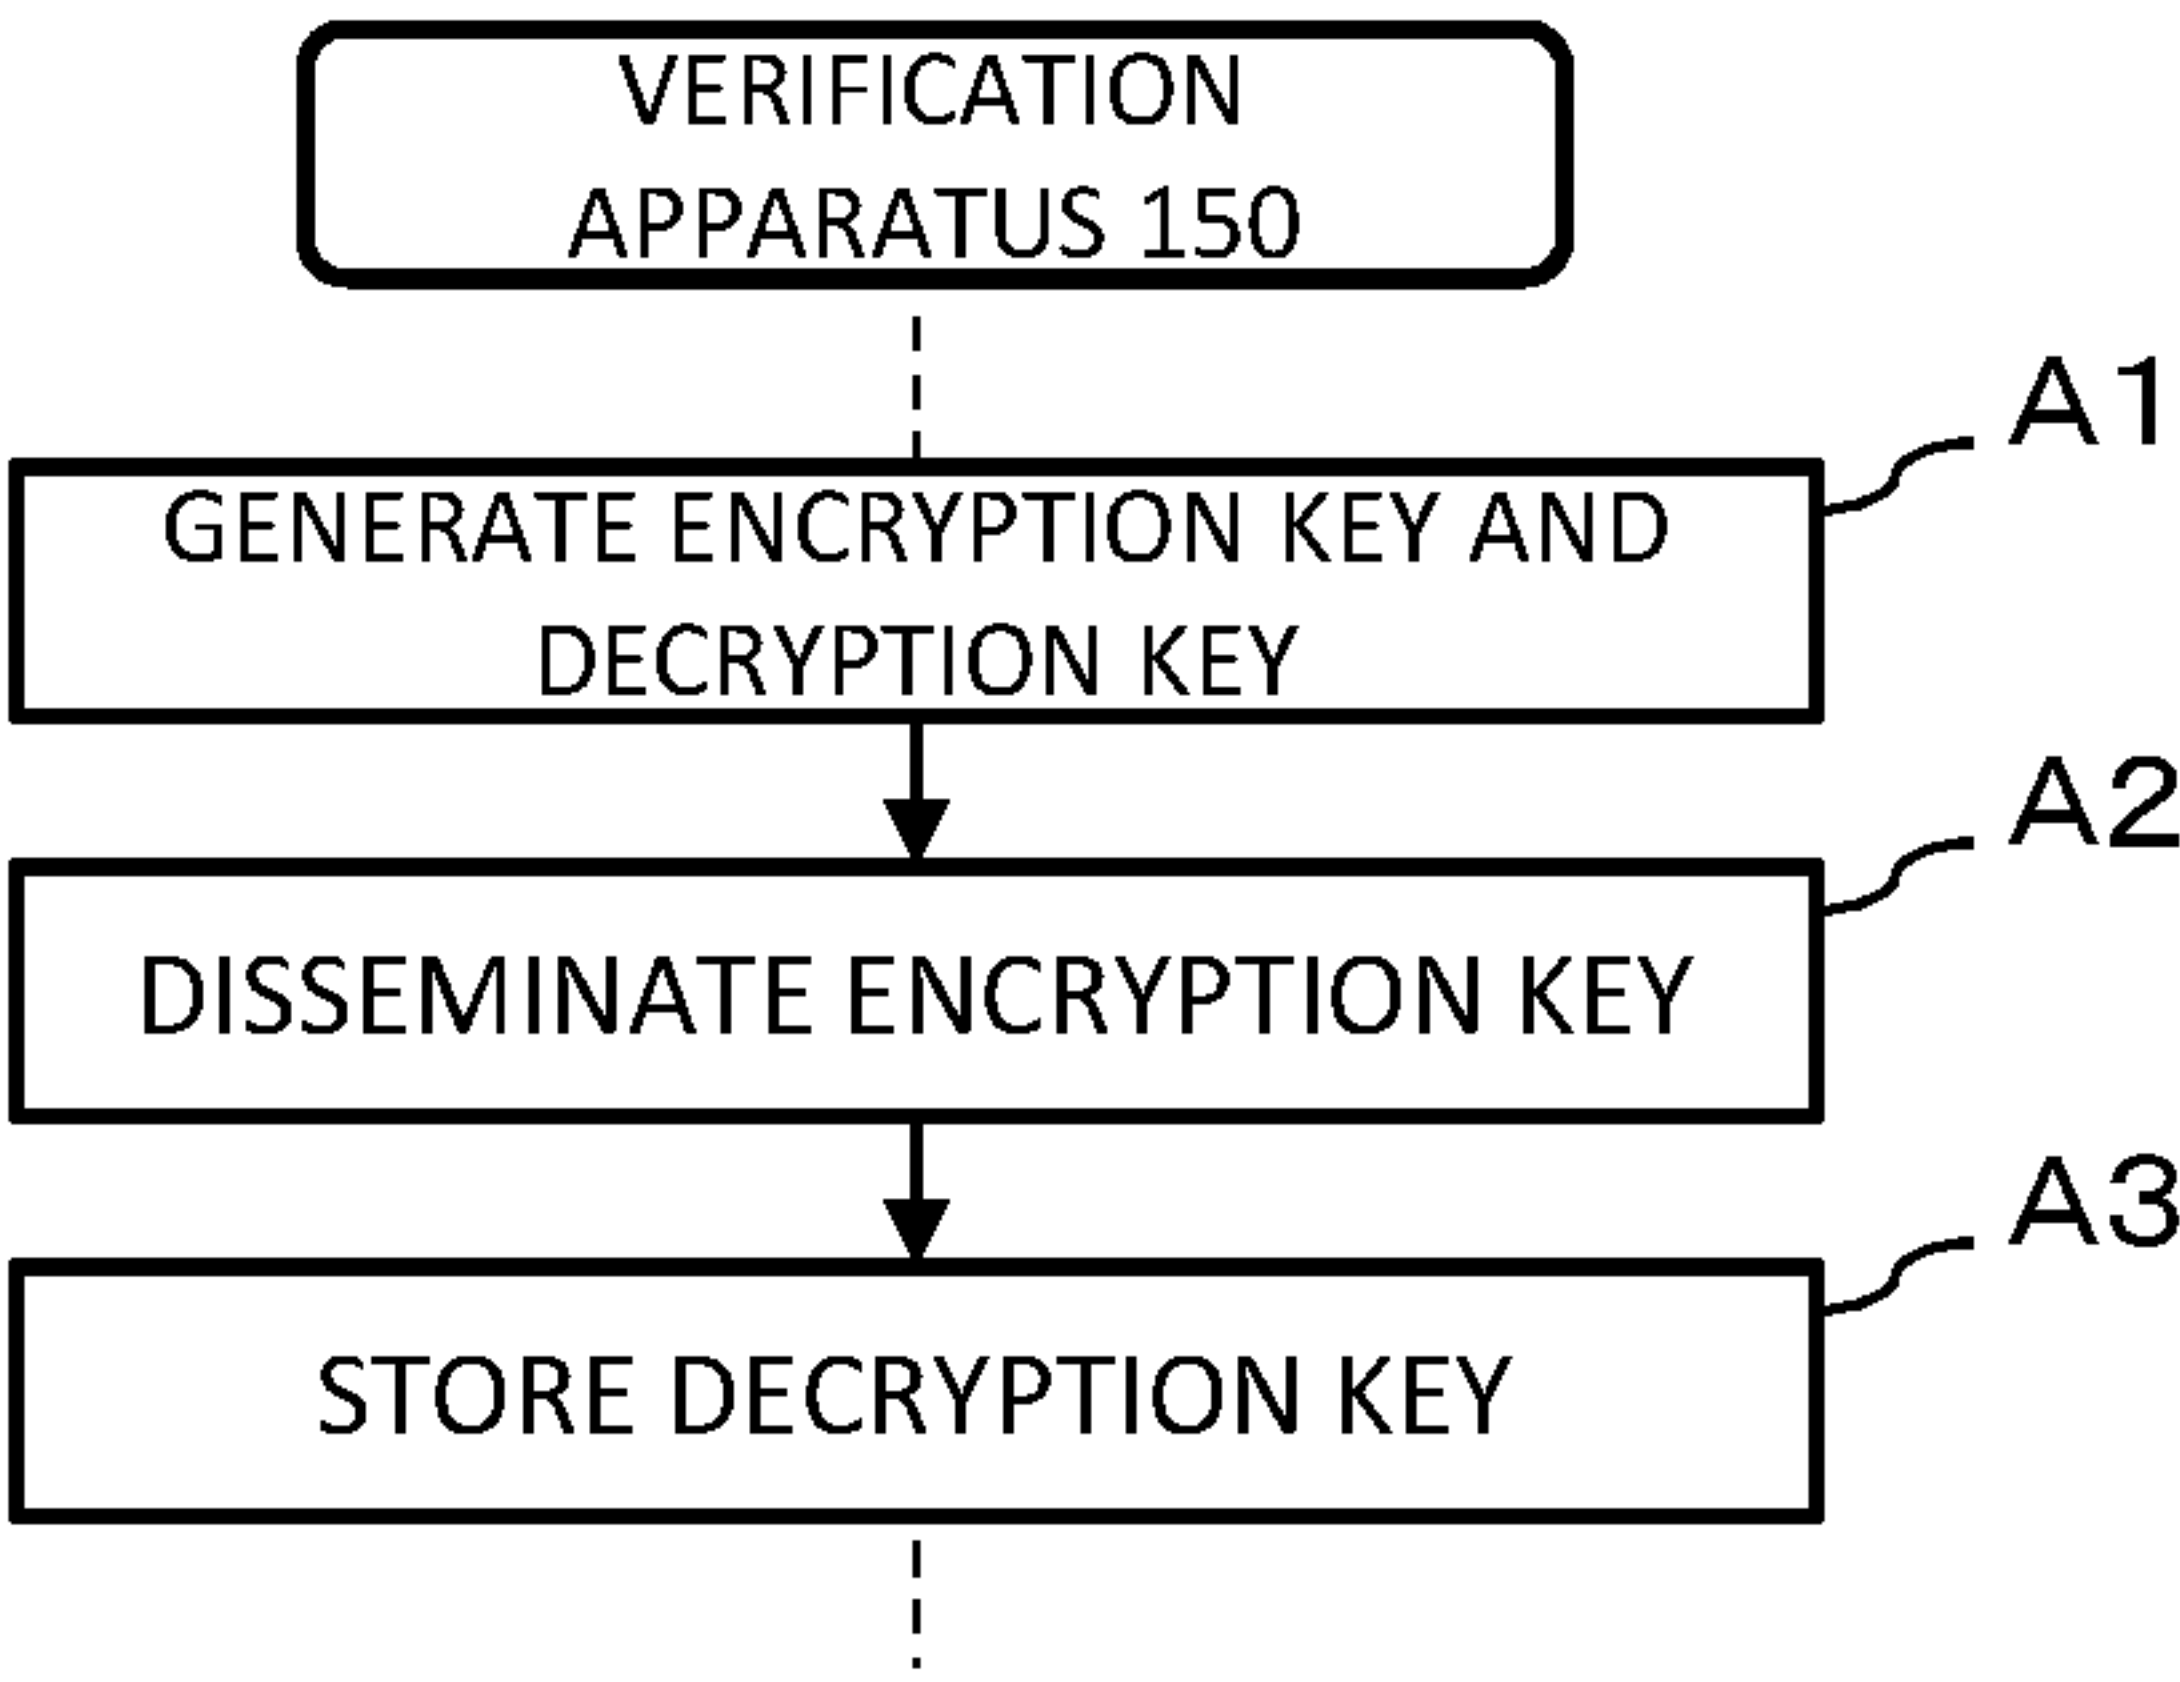 VERIFICATION
APPARATUS 150
A1
GENERATE ENCRYPTION KEY AND
DECRYPTION KEY
A2
DISSEMINATE ENCRYPTION KEY
A3
STORE DECRYPTION KEY